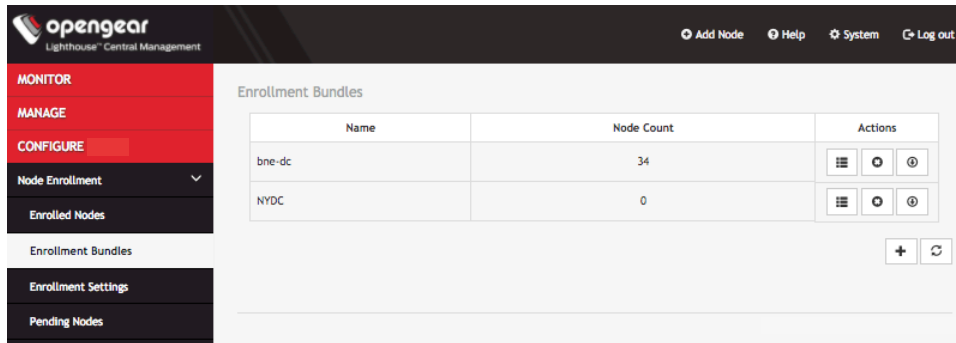 opengear
Lighthouse™ Central Management
Add Node Help System Log out
MONITOR
MANAGE
CONFIGURE
Node Enrollment
Enrolled Nodes
Enrollment Bundles
Enrollment Settings
Pending Nodes
Enrollment Bundles
Name Node Count Actions
bne-dc 34
NYDC 0